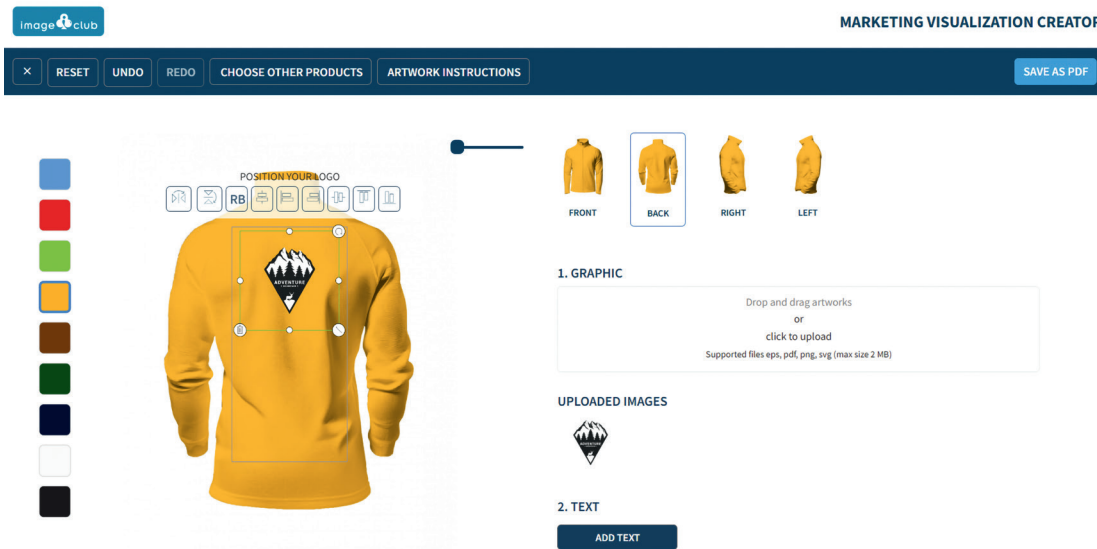 image club
MARKETING VISUALIZATION CREATOR
× RESET UNDO REDO CHOOSE OTHER PRODUCTS ARTWORK INSTRUCTIONS SAVE AS PDF
POSITION YOUR LOGO
RB
ADVENTURE
FRONT BACK RIGHT LEFT
1. GRAPHIC
Drop and drag artworks
or
click to upload
Supported files eps, pdf, png, svg (max size 2 MB)
UPLOADED IMAGES
ADVENTURE
2. TEXT
ADD TEXT